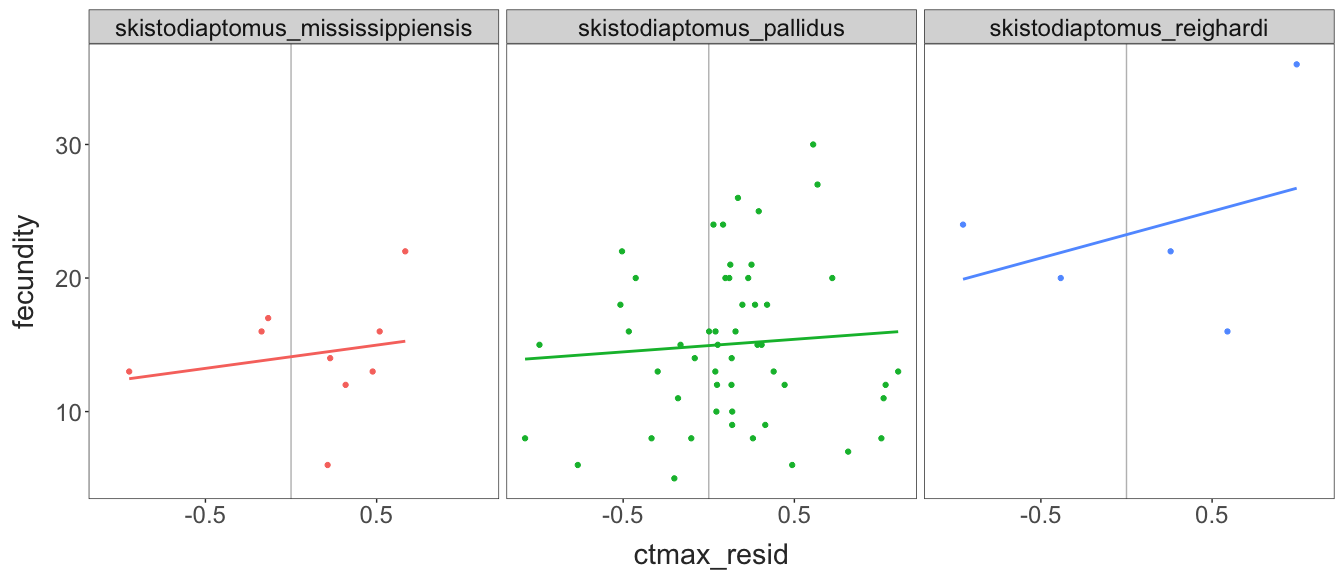 skistodiaptomus_mississippiensis
skistodiaptomus_pallidus
skistodiaptomus_reighardi
fecundity
30
20
10
-0.5
0.5
-0.5
0.5
-0.5
0.5
ctmax_resid